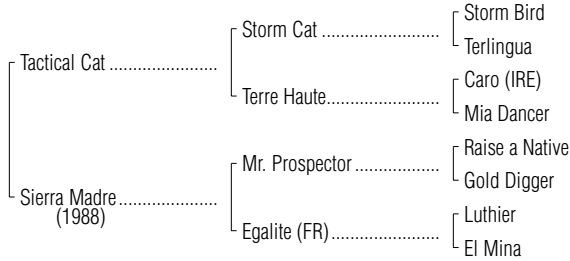 Storm Bird
Storm Cat ........................
Terlingua
Tactical Cat ......................
Caro (IRE)
Terre Haute.......................
Mia Dancer
Raise a Native
Mr. Prospector .................
Gold Digger
Sierra Madre ....................
(1988)
Luthier
Egalite (FR)......................
El Mina